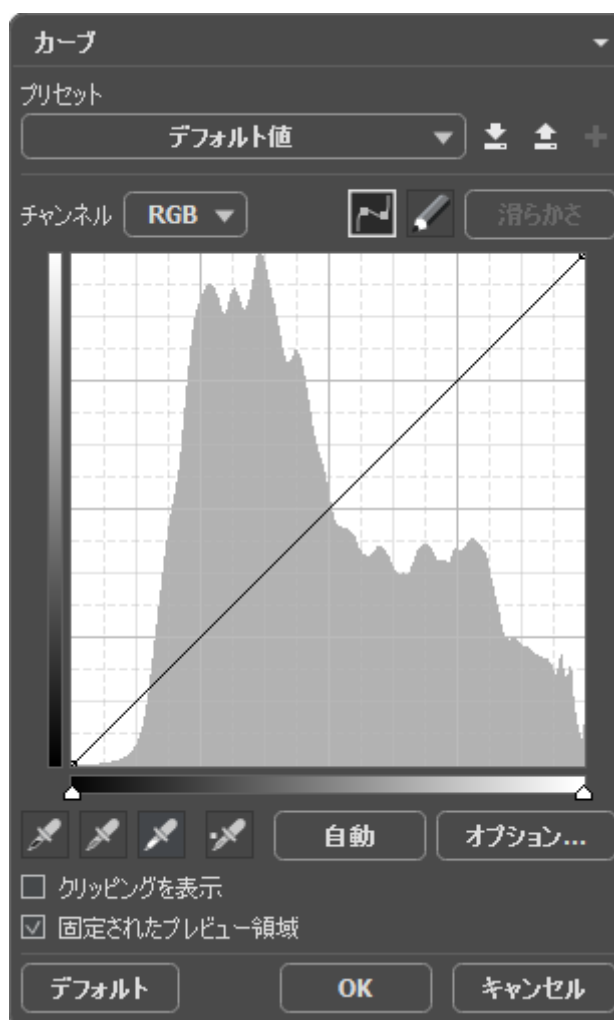 カーブ
プリセット
デフォルト値
チャンネル RGB 滑らかさ
自動 オプション...
クリッピングを表示
固定されたプレビュー領域
デフォルト OK キャンセル